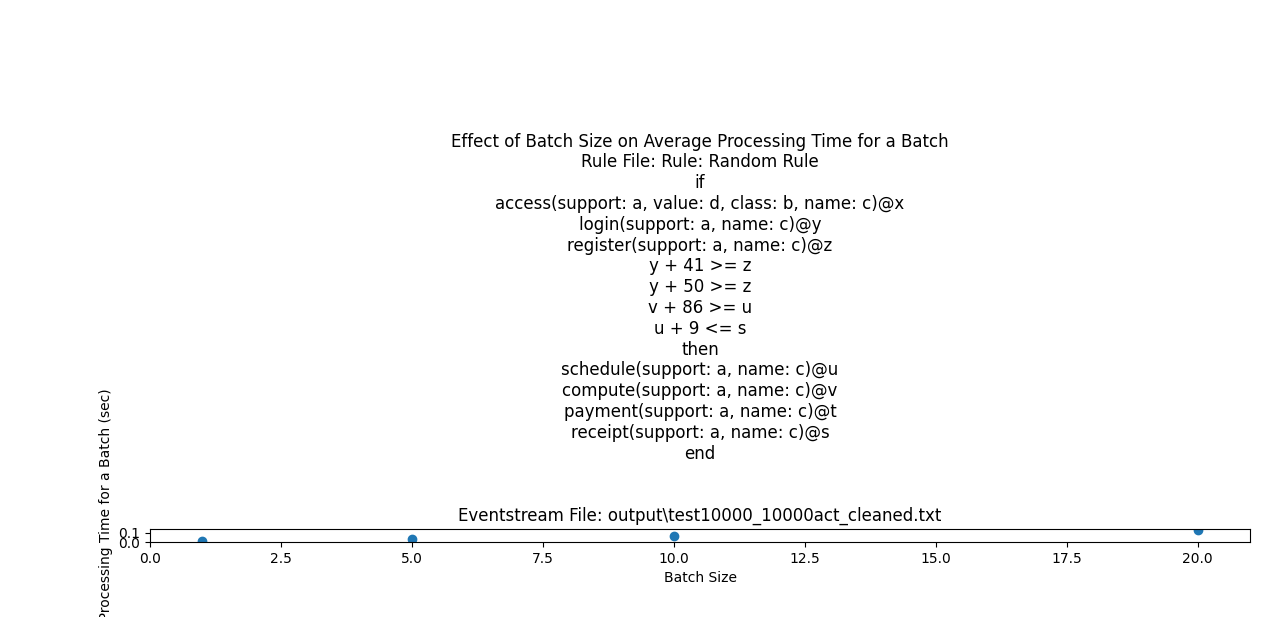 Effect of Batch Size on Average Processing Time for a Batch
Rule File: Rule: Random Rule
if
access(support: a, value: d, class: b, name: c)@x
login(support: a, name: c)@y
register(support: a, name: c)@z
y + 41 >= z
y + 50 >= z
v + 86 >= u
u + 9 <= s
then
schedule(support: a, name: c)@u
compute(support: a, name: c)@v
payment(support: a, name: c)@t
receipt(support: a, name: c)@s
end
Eventstream File: output\test10000_10000act_cleaned.txt
Processing Time for a Batch (sec)
0.1
0.0
0.0 2.5 5.0 7.5 10.0 12.5 15.0 17.5 20.0
Batch Size